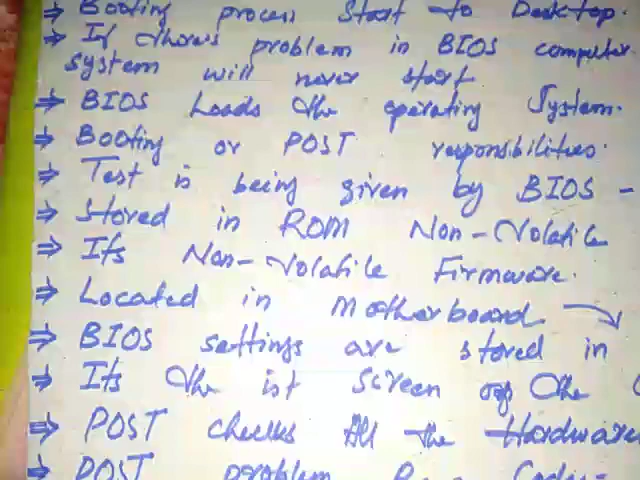 ⇒ Booting process Start to Desktop.
⇒ If there's problem in BIOS computer
system will never start
⇒ BIOS Loads the operating System.
⇒ Booting or POST responsibilities.
⇒ Test is being given by BIOS -
⇒ Stored in ROM Non-Volatile
⇒ Its Non-Volatile Firmware.
⇒ Located in Motherboard →
⇒ BIOS settings are stored in
⇒ Its the ist Screen of the
⇒ POST checks All the Hardware
⇒ POST problem